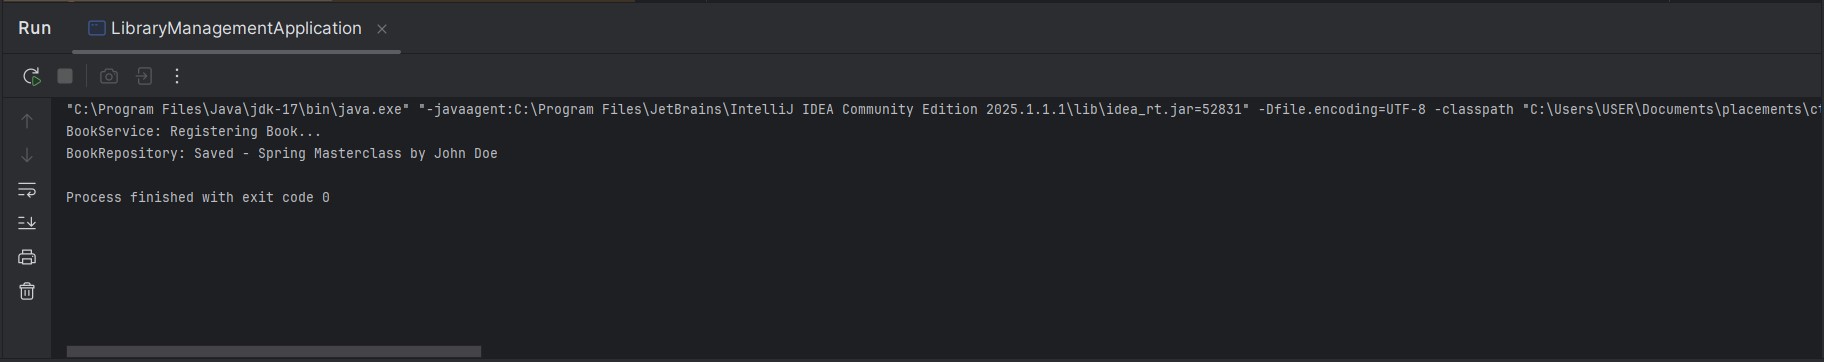 Run LibraryManagementApplication
"C:\Program Files\Java\jdk-17\bin\java.exe" "-javaagent:C:\Program Files\JetBrains\IntelliJ IDEA Community Edition 2025.1.1.1\lib\idea_rt.jar=52831" -Dfile.encoding=UTF-8 -classpath "C:\Users\USER\Documents\placements\c
BookService: Registering Book...
BookRepository: Saved - Spring Masterclass by John Doe
Process finished with exit code 0